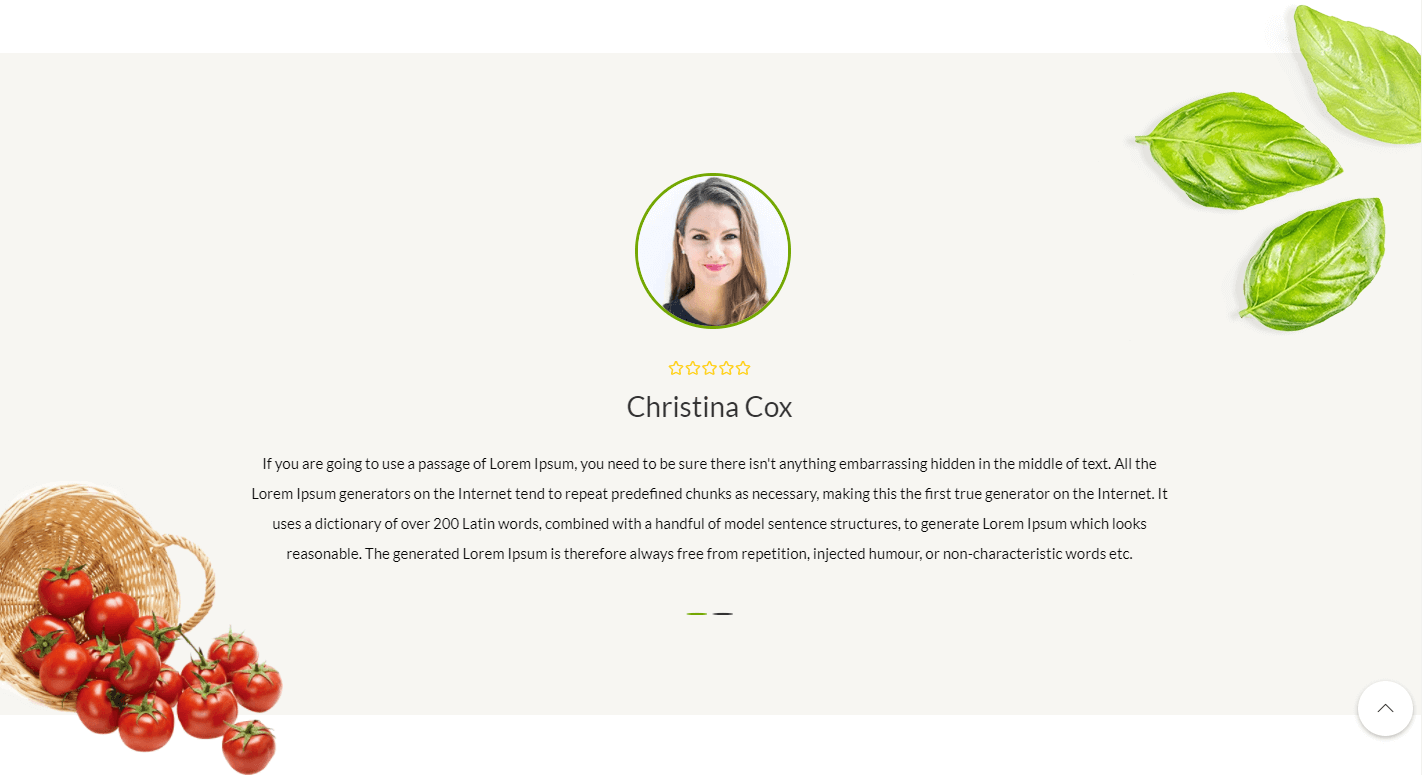 Christina Cox
If you are going to use a passage of Lorem Ipsum, you need to be sure there isn't anything embarrassing hidden in the middle of text. All the
Lorem Ipsum generators on the Internet tend to repeat predefined chunks as necessary, making this the first true generator on the Internet. It
uses a dictionary of over 200 Latin words, combined with a handful of model sentence structures, to generate Lorem Ipsum which looks
reasonable. The generated Lorem Ipsum is therefore always free from repetition, injected humour, or non-characteristic words etc.